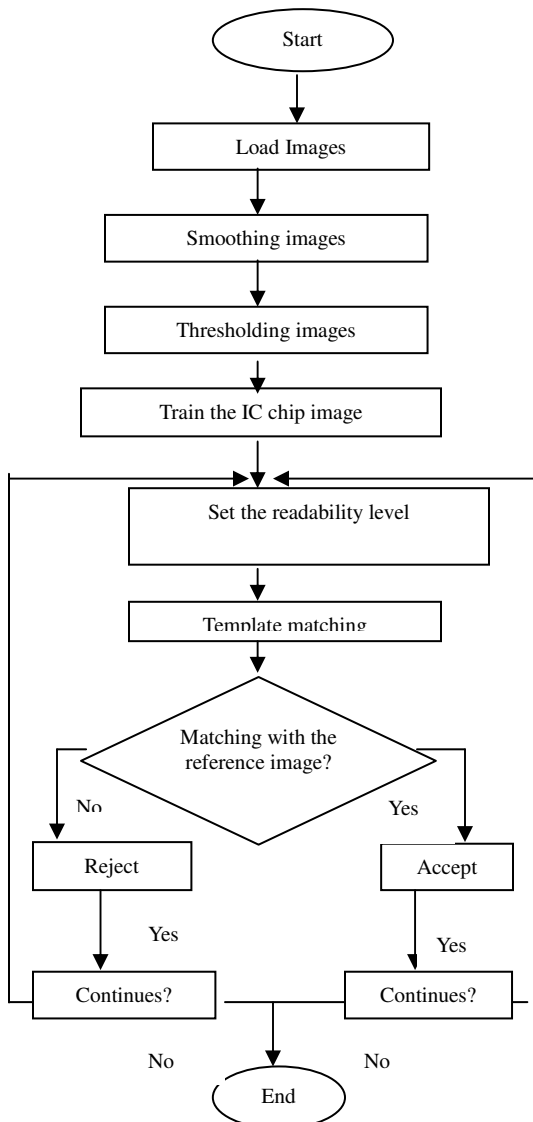 Start
Load Images
Smoothing images
Thresholding images
Train the IC chip image
Set the readability level
Template matching
Matching with the
reference image?
No
Yes
Reject
Accept
Yes
Yes
Continues?
Continues?
No
No
End